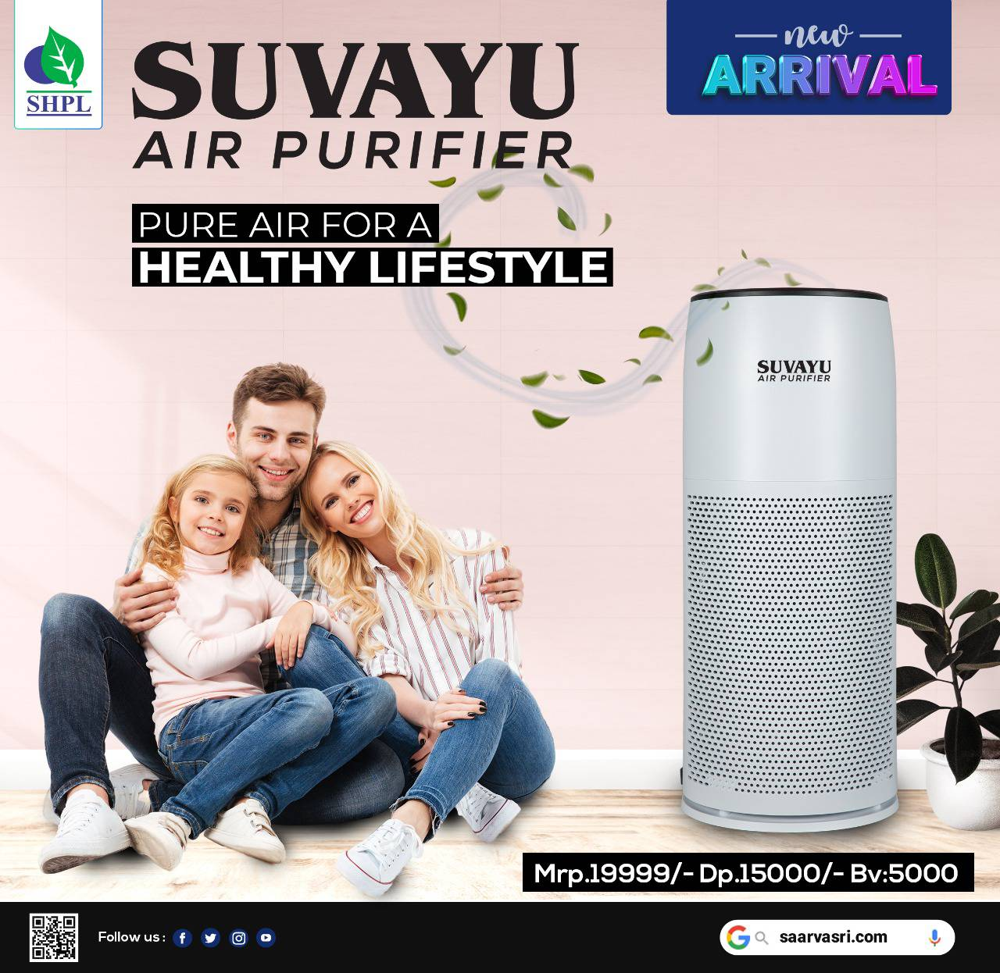 SHPL
SUVAYU
AIR PURIFIER
new
ARRIVAL
PURE AIR FOR A
HEALTHY LIFESTYLE
SUVAYU
AIR PURIFIER
Mrp.19999/- Dp.15000/- Bv:5000
Follow us :
saarvasri.com